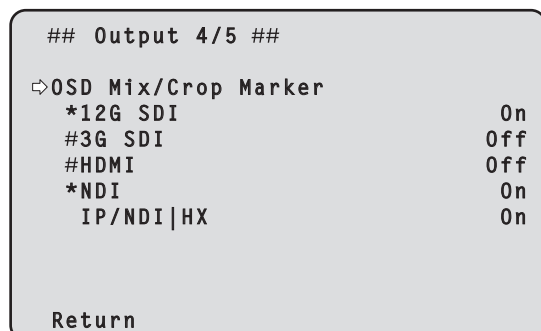 ## Output 4/5 ##
⇨OSD Mix/Crop Marker
*12G SDI On
#3G SDI Off
#HDMI Off
*NDI On
IP/NDI|HX On
Return